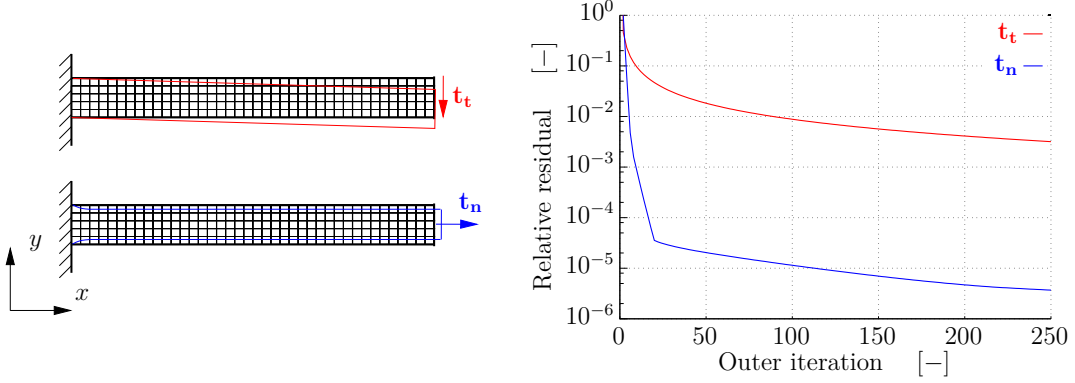 t_t
t_n
y
x
10^0
10^-1
10^-2
10^-3
10^-4
10^-5
10^-6
Relative residual [−]
t_t
t_n
0 50 100 150 200 250
Outer iteration [−]